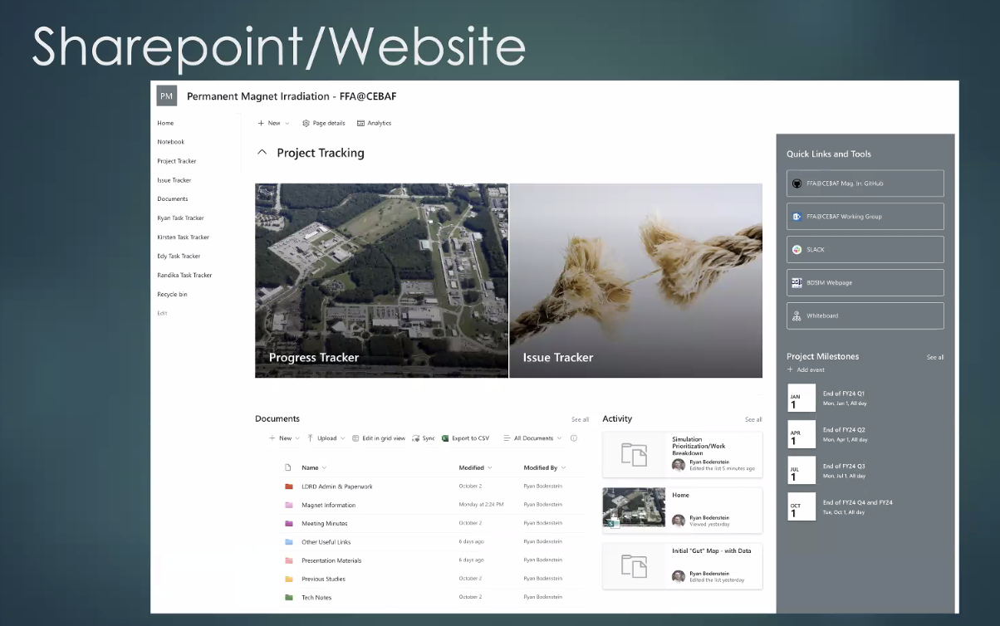 Sharepoint/Website
PM
Permanent Magnet Irradiation - FFA@CEBAF
Home
Notebook
Project Tracker
Issue Tracker
Documents
Ryan Task Tracker
Kirsten Task Tracker
Edy Task Tracker
Randika Task Tracker
Recycle bin
Edit
New
Page details
Analytics
Project Tracking
Progress Tracker
Issue Tracker
Documents
See all
New
Upload
Edit in grid view
Sync
Export to CSV
All Documents
Name
Modified
Modified By
LDRD Admin & Paperwork
October 2
Ryan Bodenstein
Magnet Information
Monday at 2:24 PM
Ryan Bodenstein
Meeting Minutes
October 2
Ryan Bodenstein
Other Useful Links
6 days ago
Ryan Bodenstein
Presentation Materials
6 days ago
Ryan Bodenstein
Previous Studies
October 2
Ryan Bodenstein
Tech Notes
October 2
Ryan Bodenstein
Activity
See all
Simulation
Prioritization/Work
Breakdown
Ryan Bodenstein
Edited the list 5 minutes ago
Home
Ryan Bodenstein
Viewed yesterday
Initial "Gut" Map - with Data
Ryan Bodenstein
Edited the list yesterday
Quick Links and Tools
FFA@CEBAF Mag. Irr. GitHub
FFA@CEBAF Working Group
SLACK
BDSIM Webpage
Whiteboard
Project Milestones
See all
Add event
JAN
1
End of FY24 Q1
Mon, Jan 1, All day
APR
1
End of FY24 Q2
Mon, Apr 1, All day
JUL
1
End of FY24 Q3
Mon, Jul 1, All day
OCT
1
End of FY24 Q4 and FY24
Tue, Oct 1, All day